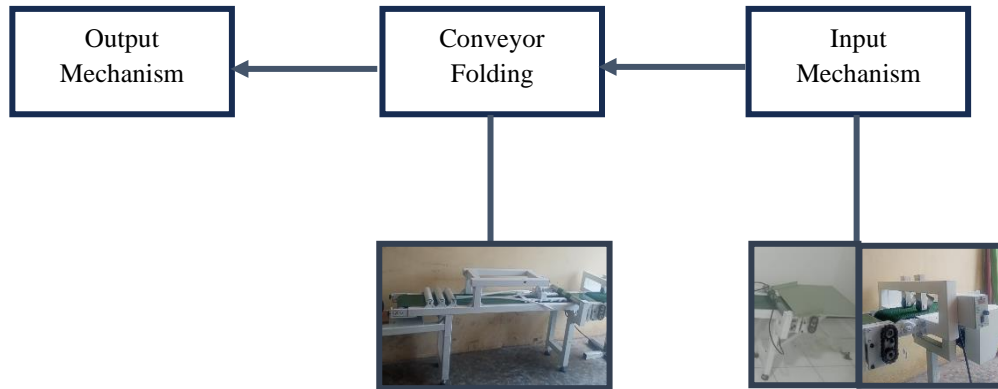 Output
Mechanism
Conveyor
Folding
Input
Mechanism